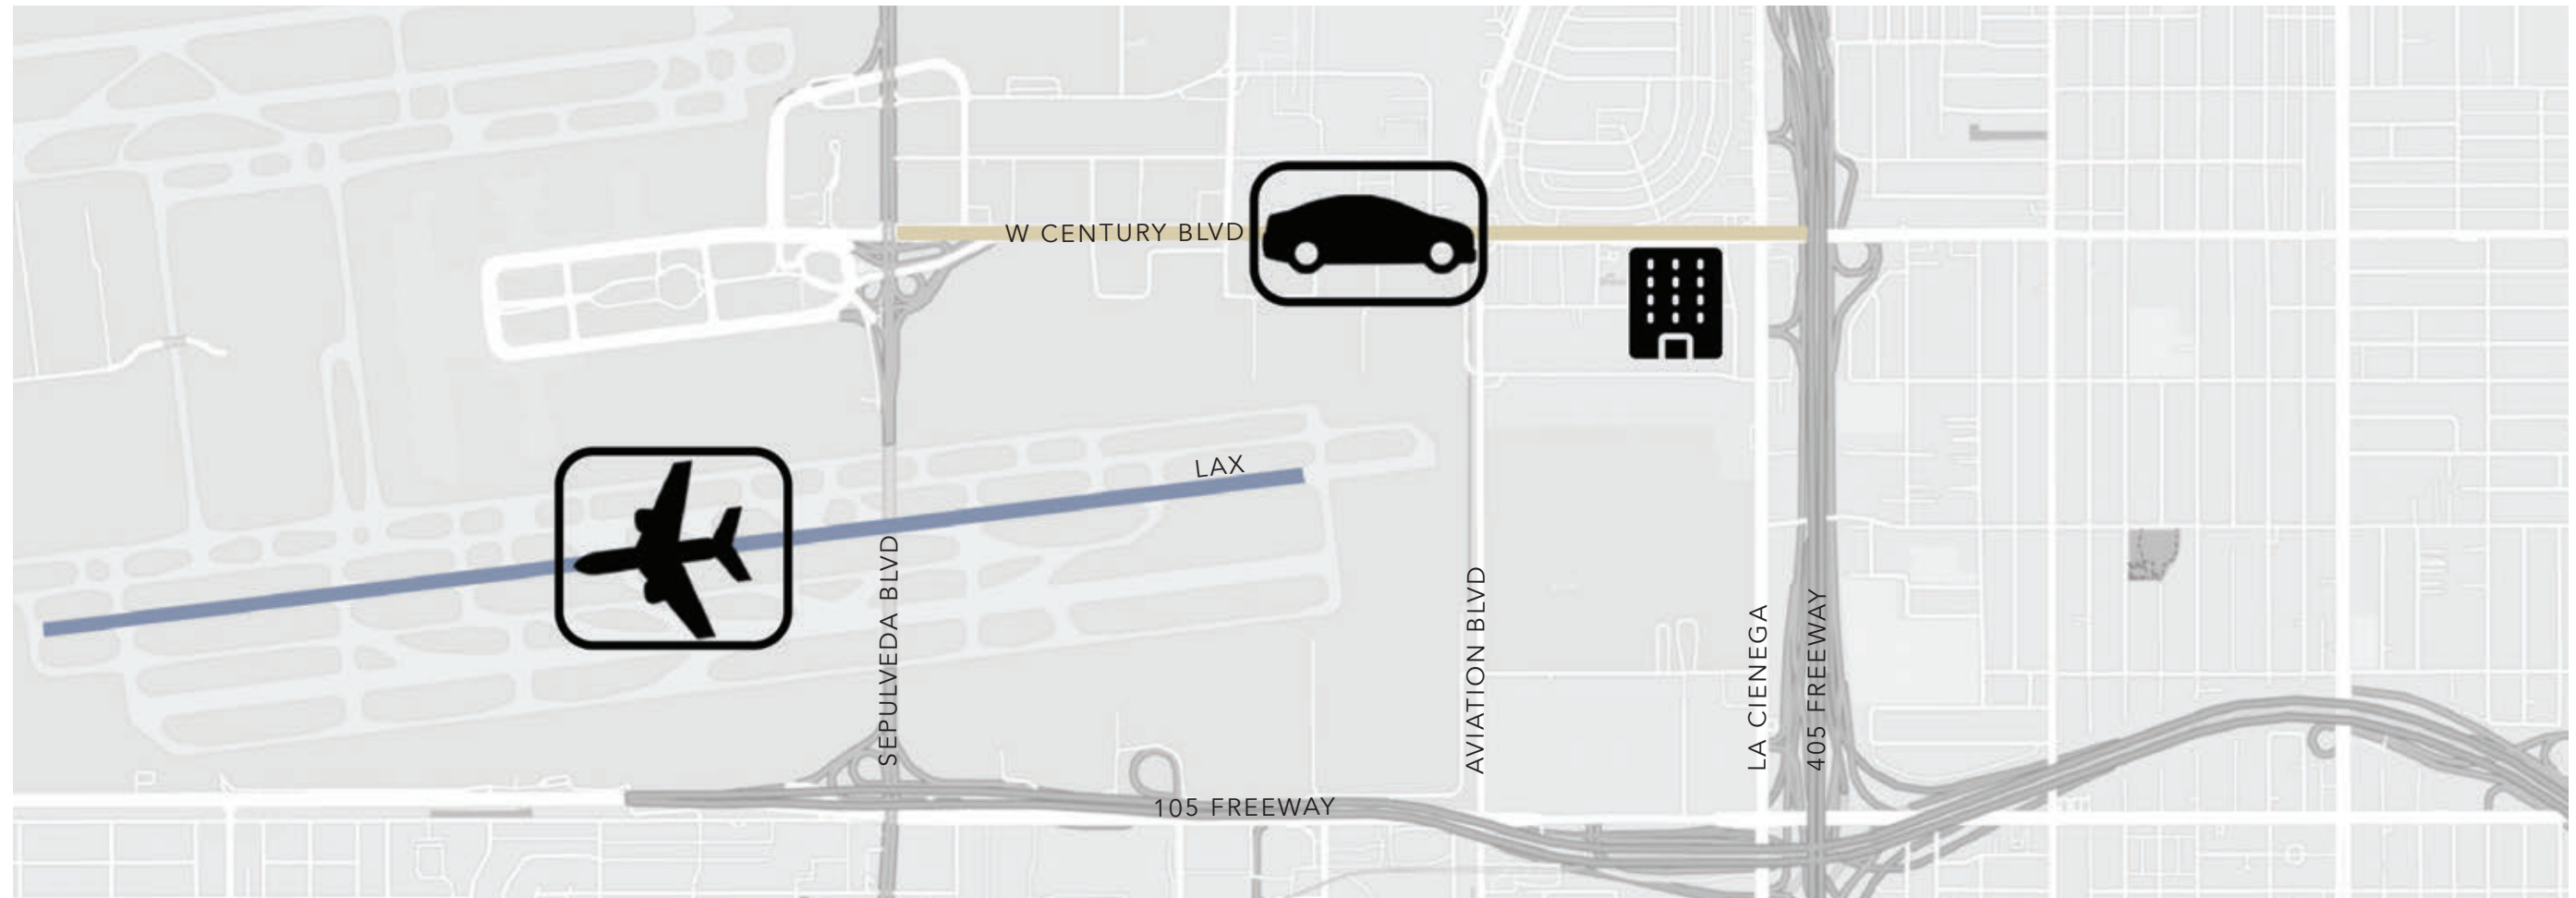 W CENTURY BLVD
LAX
SEPULVEDA BLVD
AVIATION BLVD
LA CIENEGA
405 FREEWAY
105 FREEWAY